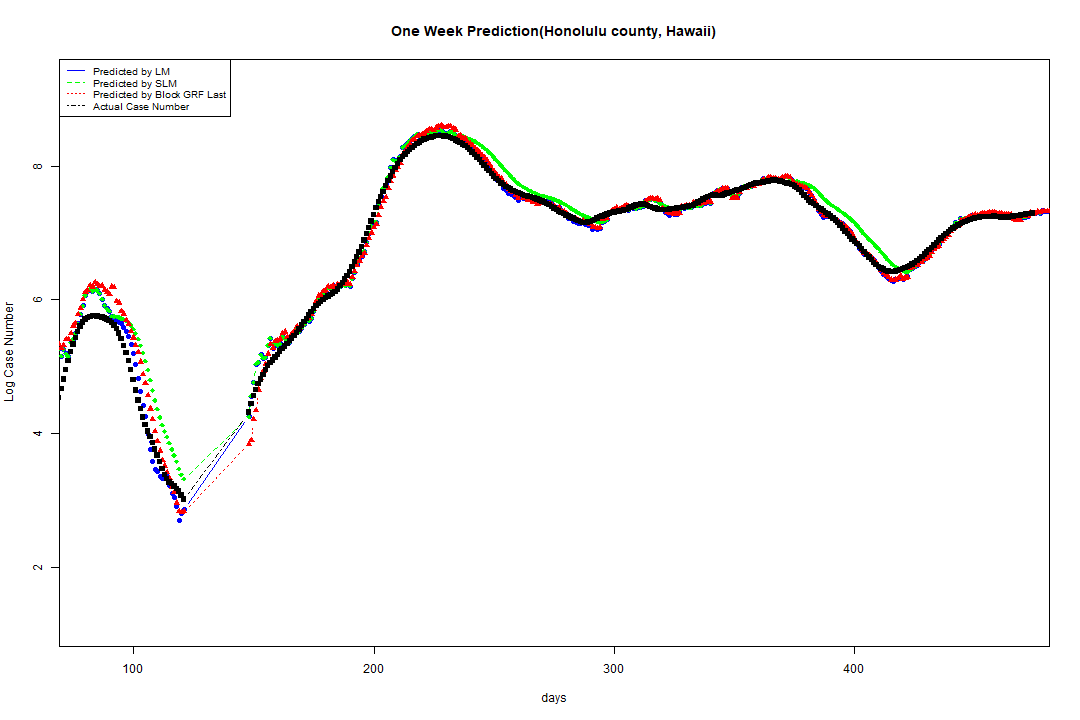 One Week Prediction(Honolulu county, Hawaii)
Predicted by LM
Predicted by SLM
Predicted by Block GRF Last
Actual Case Number
Log Case Number
8
6
4
2
100 200 300 400
days